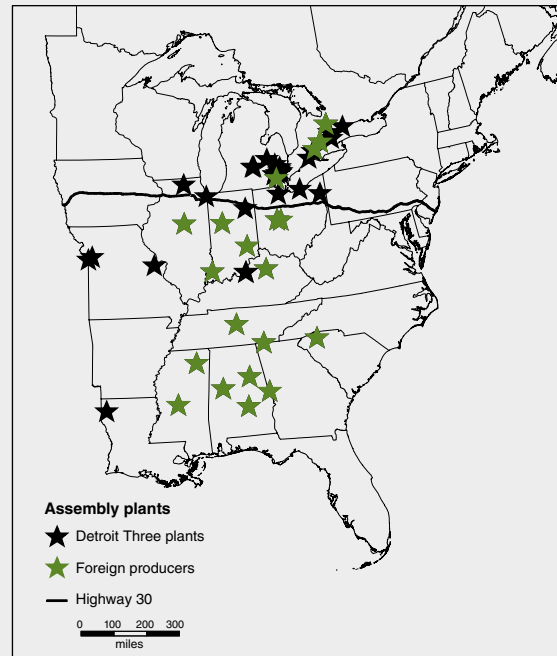 Assembly plants
Detroit Three plants
Foreign producers
Highway 30
0 100 200 300
miles